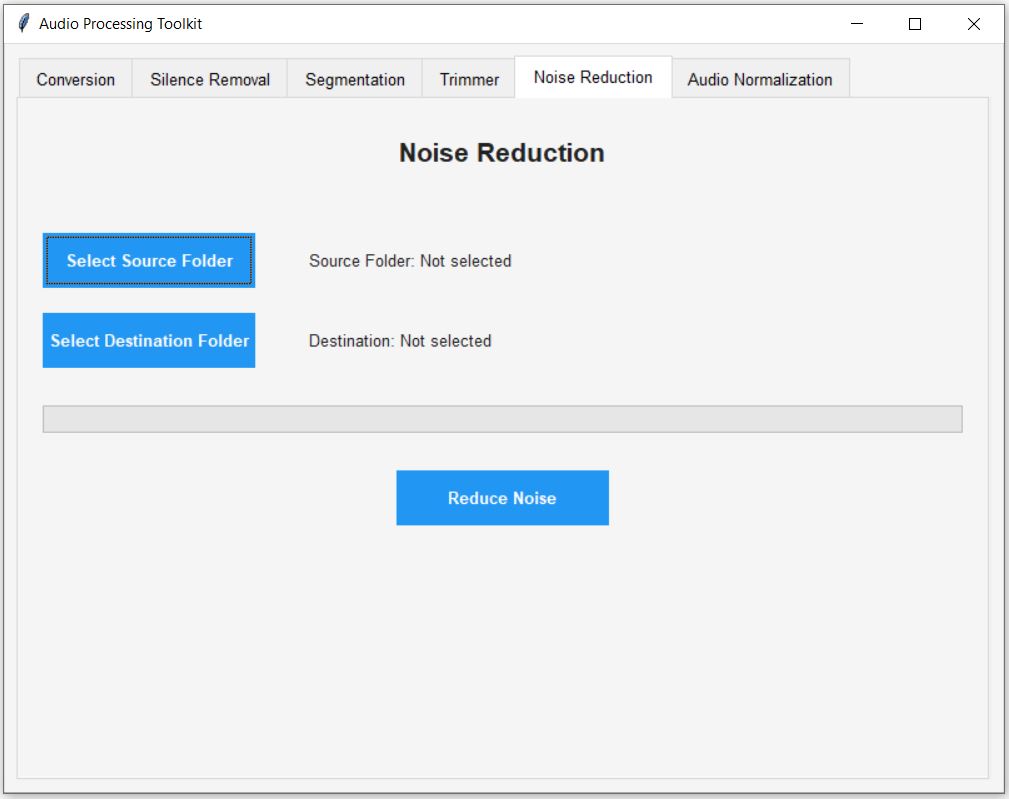 Audio Processing Toolkit
Conversion Silence Removal Segmentation Trimmer Noise Reduction Audio Normalization
Noise Reduction
Select Source Folder Source Folder: Not selected
Select Destination Folder Destination: Not selected
Reduce Noise